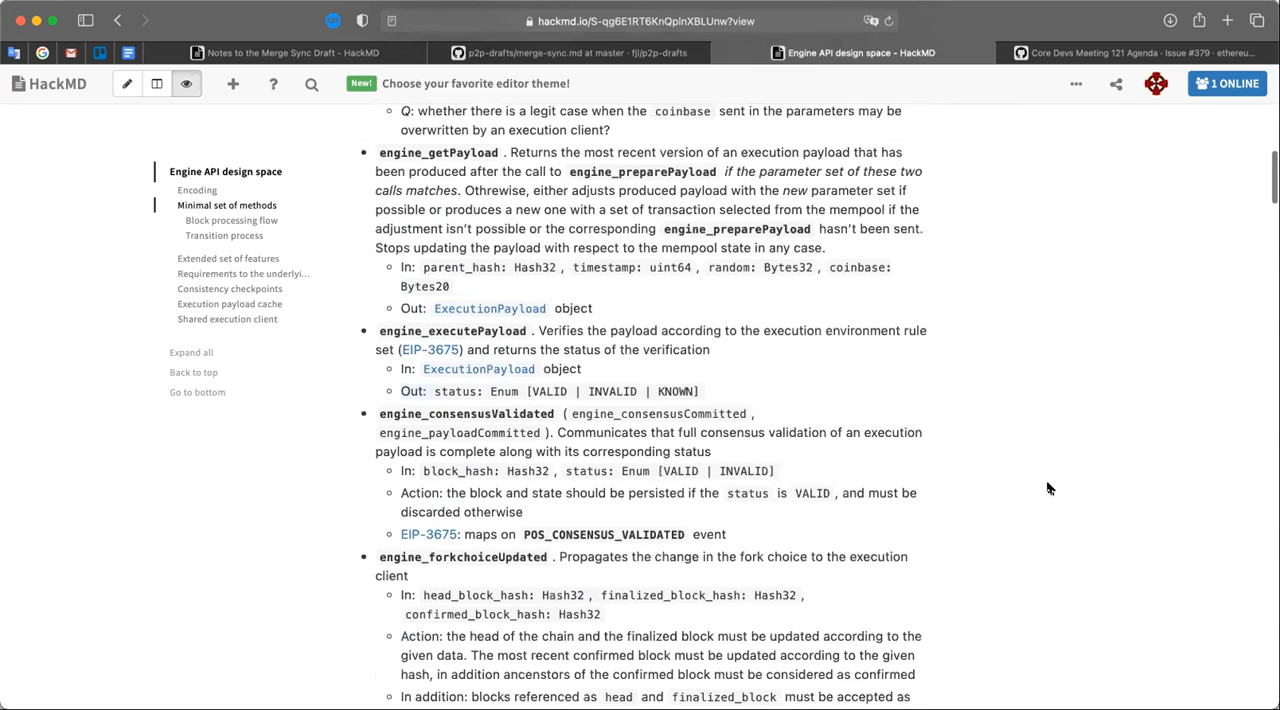 hackmd.io/S-qg6E1RT6KnQpInXBLUnw?view
Notes to the Merge Sync Draft - HackMD
p2p-drafts/merge-sync.md at master · fjl/p2p-drafts
Engine API design space - HackMD
Core Devs Meeting 121 Agenda · Issue #379 · ethereu...
HackMD
New! Choose your favorite editor theme!
1 ONLINE
Engine API design space
Encoding
Minimal set of methods
Block processing flow
Transition process
Extended set of features
Requirements to the underlyi...
Consistency checkpoints
Execution payload cache
Shared execution client
Expand all
Back to top
Go to bottom
Q: whether there is a legit case when the coinbase sent in the parameters may be
overwritten by an execution client?
engine_getPayload . Returns the most recent version of an execution payload that has
been produced after the call to engine_preparePayload if the parameter set of these two
calls matches. Othrewise, either adjusts produced payload with the new parameter set if
possible or produces a new one with a set of transaction selected from the mempool if the
adjustment isn't possible or the corresponding engine_preparePayload hasn't been sent.
Stops updating the payload with respect to the mempool state in any case.
In: parent_hash: Hash32 , timestamp: uint64 , random: Bytes32 , coinbase:
Bytes20
Out: ExecutionPayload object
engine_executePayload . Verifies the payload according to the execution environment rule
set (EIP-3675) and returns the status of the verification
In: ExecutionPayload object
Out: status: Enum [VALID | INVALID | KNOWN]
engine_consensusValidated ( engine_consensusCommitted ,
engine_payloadCommitted ). Communicates that full consensus validation of an execution
payload is complete along with its corresponding status
In: block_hash: Hash32 , status: Enum [VALID | INVALID]
Action: the block and state should be persisted if the status is VALID , and must be
discarded otherwise
EIP-3675: maps on POS_CONSENSUS_VALIDATED event
engine_forkchoiceUpdated . Propagates the change in the fork choice to the execution
client
In: head_block_hash: Hash32 , finalized_block_hash: Hash32 ,
confirmed_block_hash: Hash32
Action: the head of the chain and the finalized block must be updated according to the
given data. The most recent confirmed block must be updated according to the given
hash, in addition ancenstors of the confirmed block must be considered as confirmed
In addition: blocks referenced as head and finalized_block must be accepted as